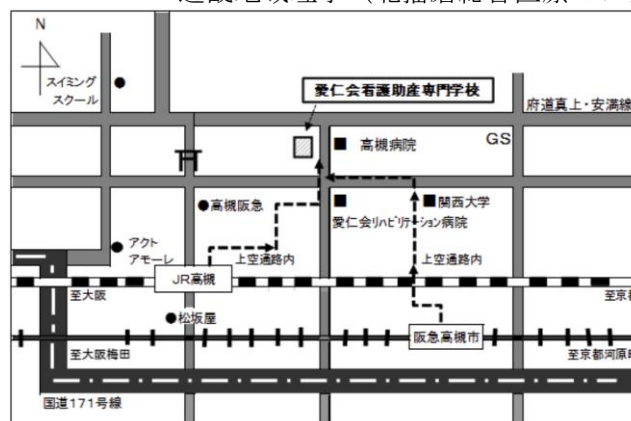 N
スイミング
スクール
愛仁会看護助産専門学校
府道真上・安満線
高槻病院
GS
高槻阪急
関西大学
愛仁会リハビリテーション病院
アクト
アモーレ
上空通路内
上空通路内
JR高槻
至大阪
至京都
松坂屋
阪急高槻市
至大阪梅田
至京都河原町
国道171号線